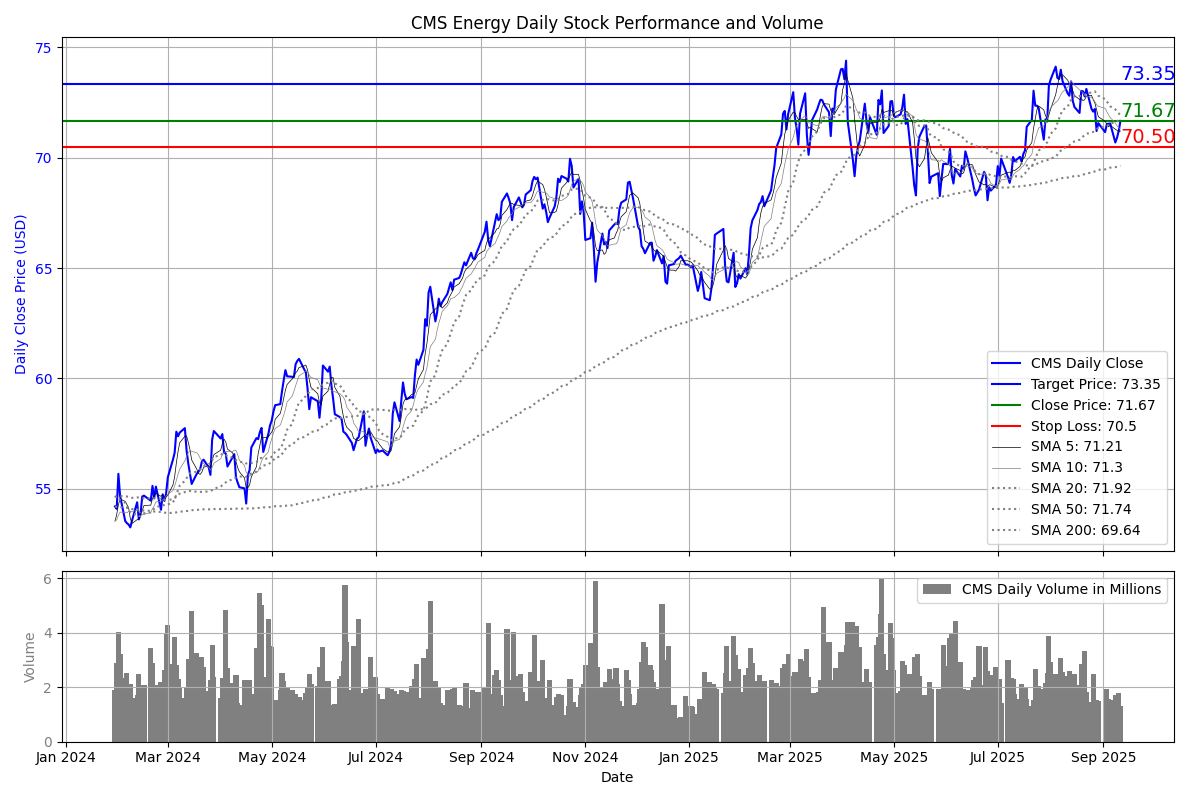 CMS Energy Daily Stock Performance and Volume
75
73.35
71.67
70.50
70
65
60
55
Daily Close Price (USD)
CMS Daily Close
Target Price: 73.35
Close Price: 71.67
Stop Loss: 70.5
SMA 5: 71.21
SMA 10: 71.3
SMA 20: 71.92
SMA 50: 71.74
SMA 200: 69.64
6
4
2
0
Volume
CMS Daily Volume in Millions
Jan 2024
Mar 2024
May 2024
Jul 2024
Sep 2024
Nov 2024
Jan 2025
Mar 2025
May 2025
Jul 2025
Sep 2025
Date